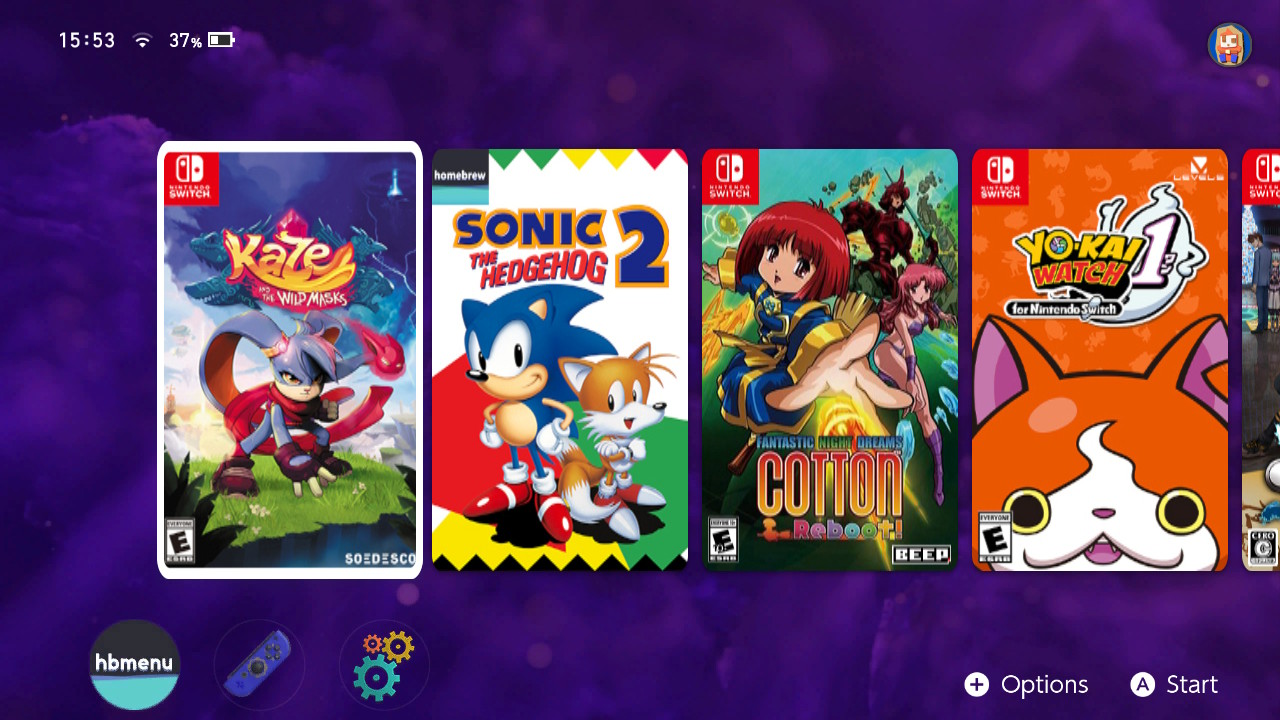 15:53
37%
NINTENDO
SWITCH
KAZE
AND
THE WILD MASKS
EVERYONE
E
ESRB
SOEDESCO
homebrew
SONIC
THE
HEDGEHOG
2
NINTENDO
SWITCH
FANTASTIC NIGHT DREAMS
COTTON
Reboot!
E
ESRB
BEEP
NINTENDO
SWITCH
LEVEL5
YO-KAI
WATCH
1
for Nintendo Switch
EVERYONE
E
ESRB
CERO
C
hbmenu
+ Options
A Start